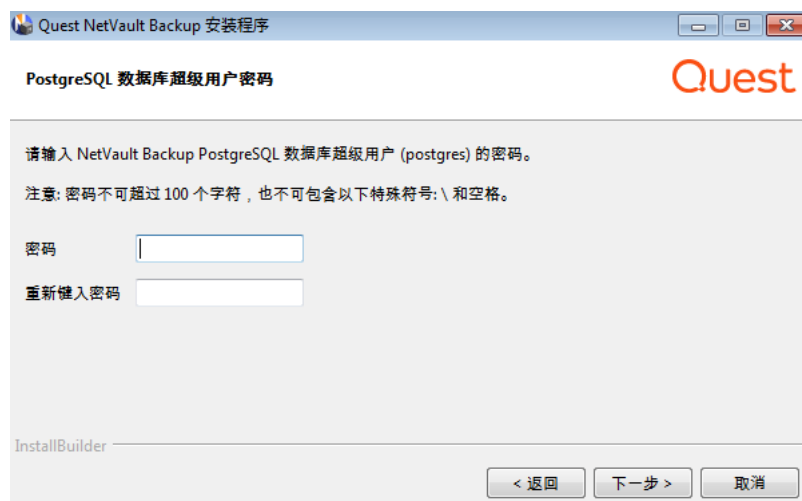 Quest NetVault Backup 安装程序
PostgreSQL 数据库超级用户密码
Quest
请输入 NetVault Backup PostgreSQL 数据库超级用户 (postgres) 的密码。
注意: 密码不可超过 100 个字符，也不可包含以下特殊符号: \ 和空格。
密码
重新键入密码
InstallBuilder
< 返回
下一步 >
取消